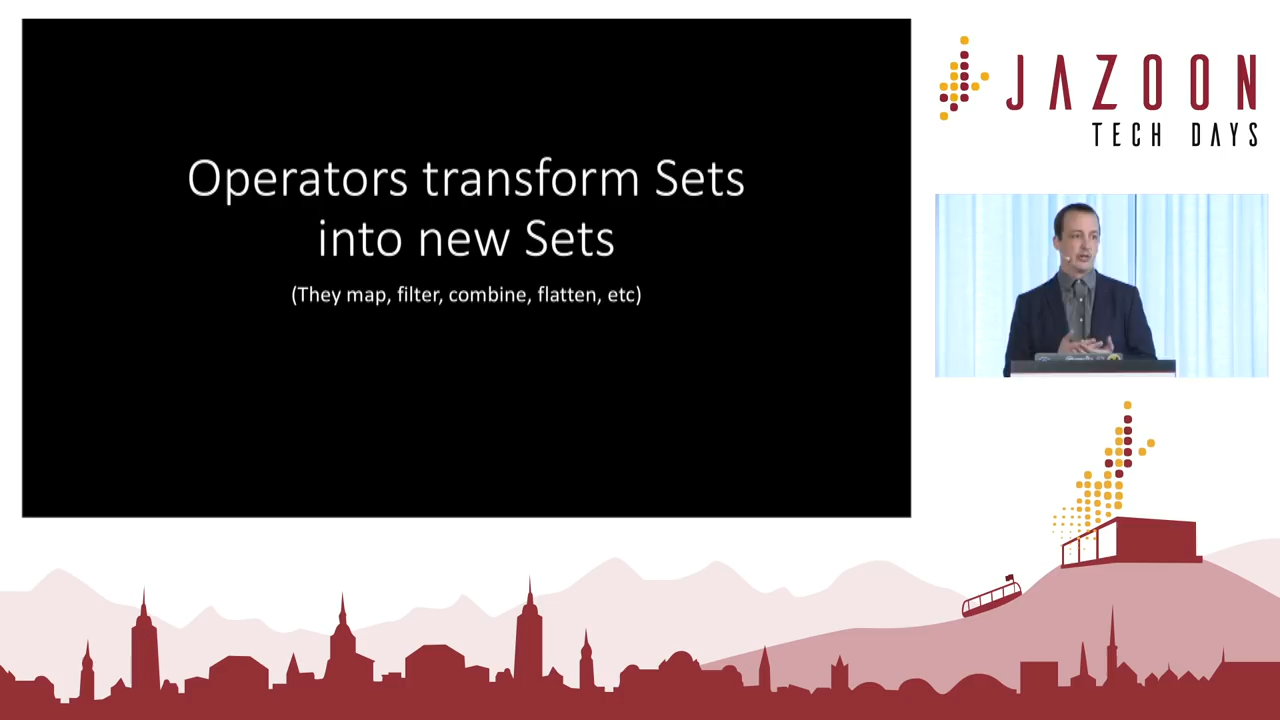 Operators transform Sets
into new Sets
(They map, filter, combine, flatten, etc)
JAZOON
TECH DAYS